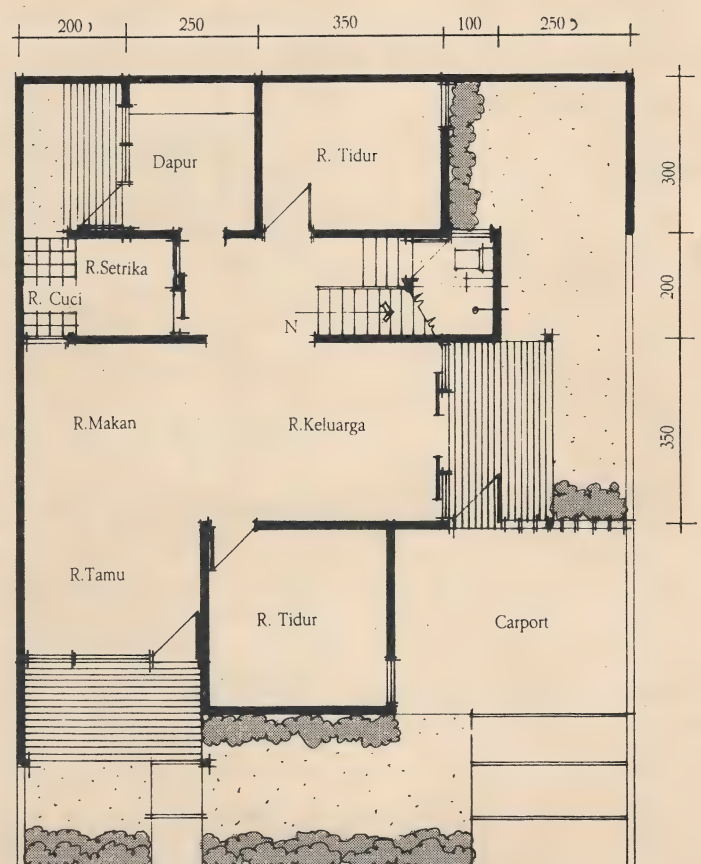 200 250 350 100 250
Dapur
R. Tidur
300
R.Setrika
R. Cuci
200
N
R.Makan
R.Keluarga
350
R.Tamu
R. Tidur
Carport